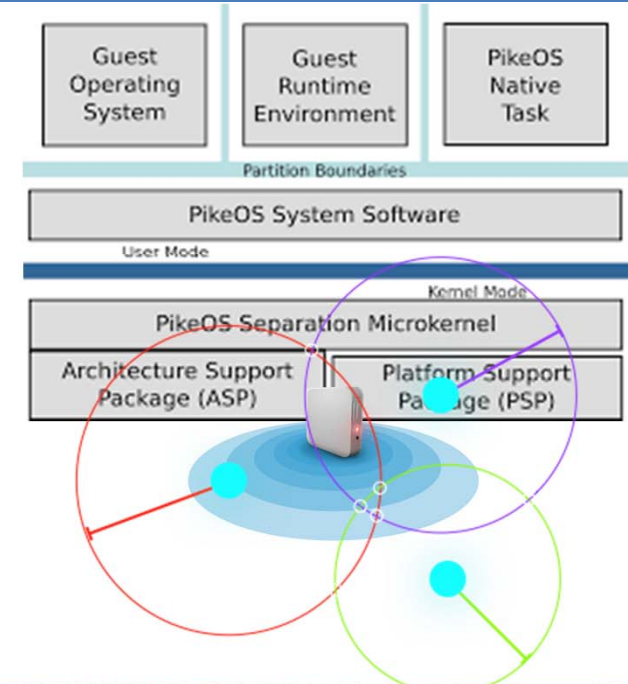 Guest
Operating
System
Guest
Runtime
Environment
PikeOS
Native
Task
Partition Boundaries
PikeOS System Software
User Mode
Kernel Mode
PikeOS Separation Microkernel
Architecture Support
Package (ASP)
Platform Support
Package (PSP)